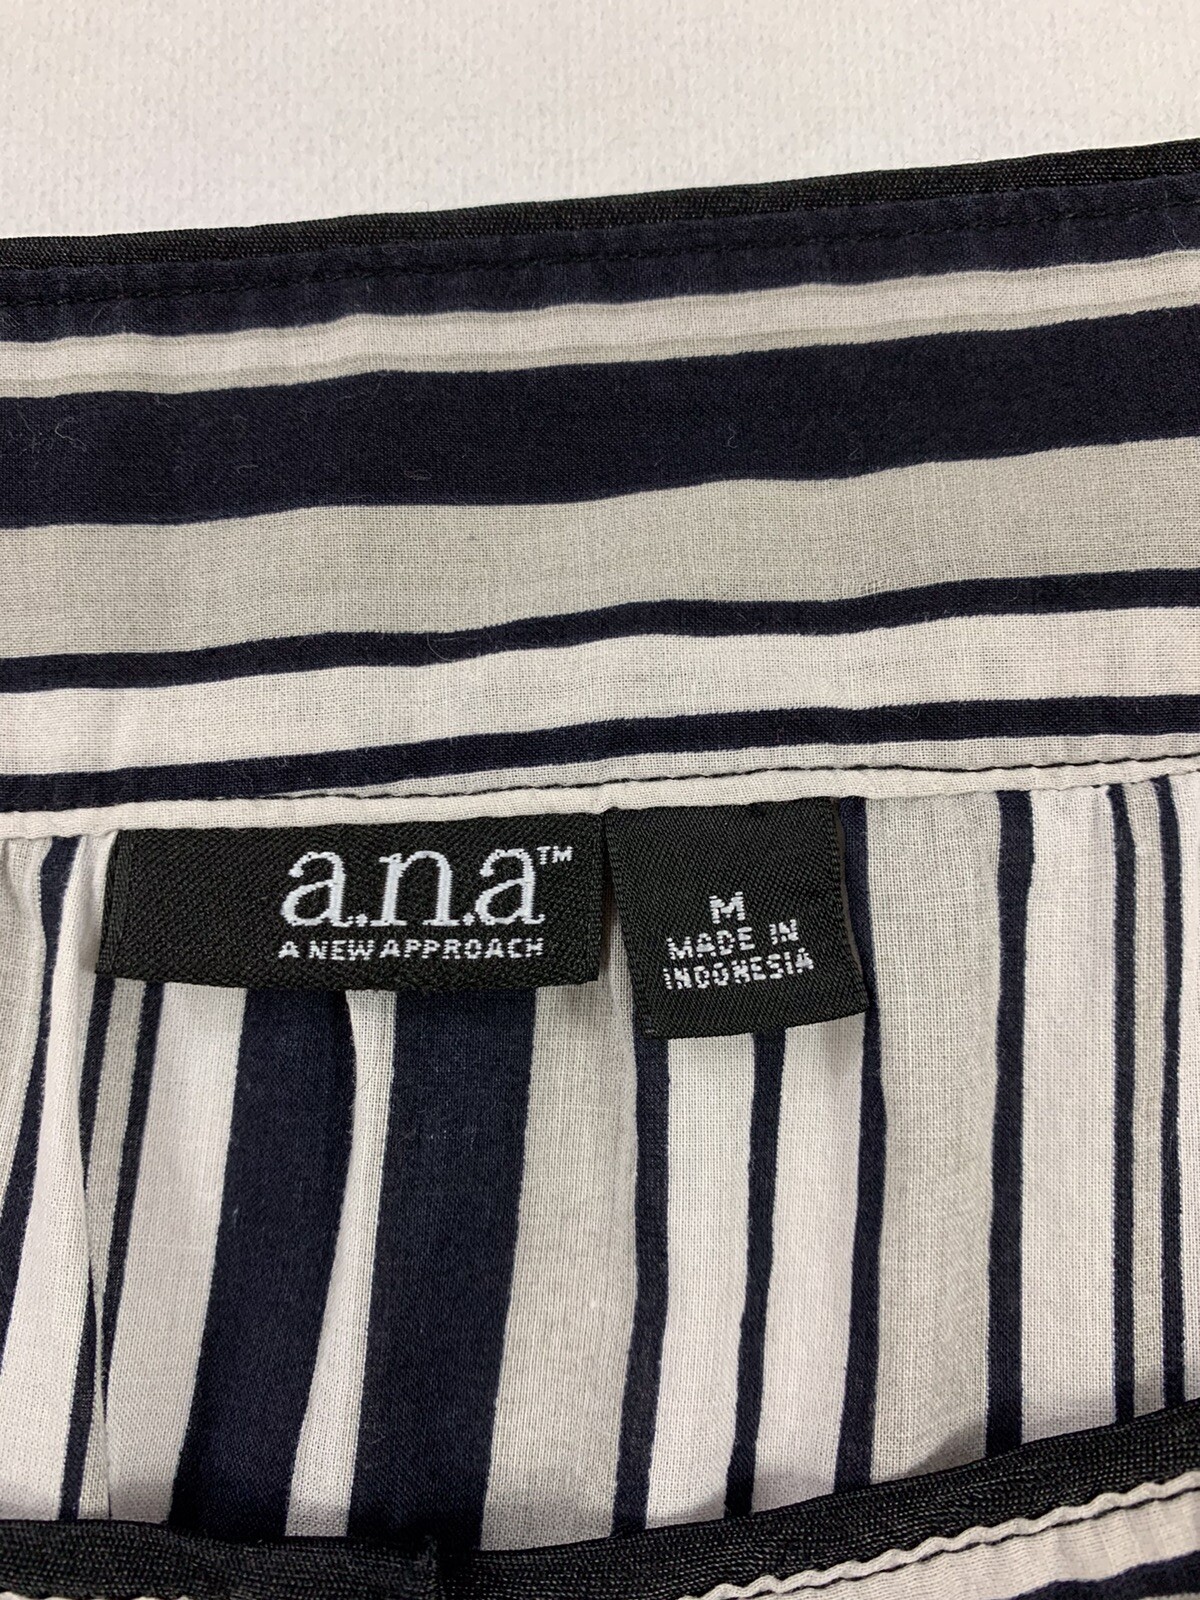 a.n.a™
A NEW APPROACH
M
MADE IN
INDONESIA